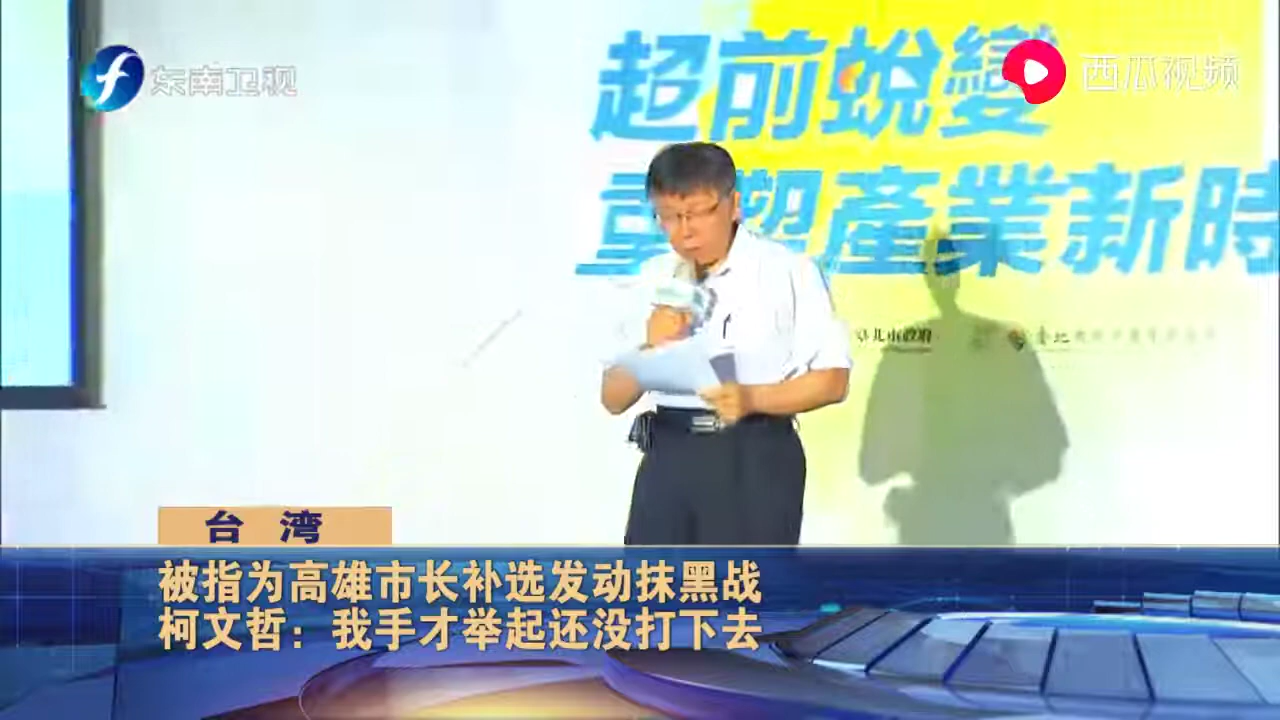 东南卫视
西瓜视频
超前蛻變
重塑產業新時
台湾
被指为高雄市长补选发动抹黑战
柯文哲：我手才举起还没打下去